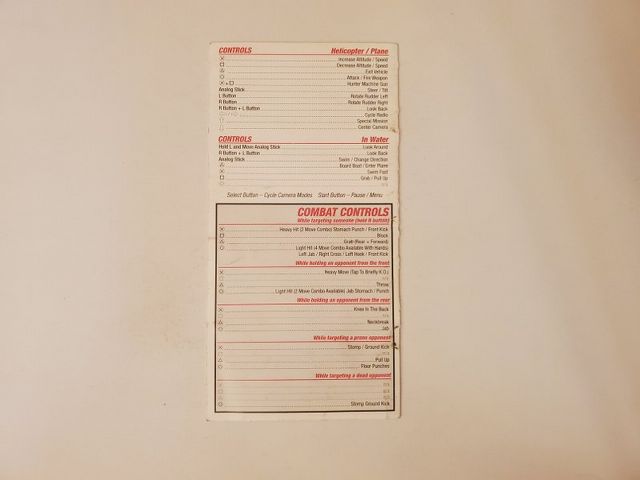 CONTROLS Helicopter / Plane
Increase Altitude / Speed
Decrease Altitude / Speed
Exit Vehicle
Attack / Fire Weapon
Hunter Machine Gun
Analog Stick Steer / Tilt
L Button Rotate Rudder Left
R Button Rotate Rudder Right
R Button + L Button Look Back
Cycle Radio
Special Mission
Center Camera
CONTROLS In Water
Hold L and Move Analog Stick Look Around
R Button + L Button Look Back
Analog Stick Swim / Change Direction
Board Boat / Enter Plane
Swim Fast
Grab / Pull Up
n/a
Select Button – Cycle Camera Modes Start Button – Pause / Menu
COMBAT CONTROLS
While targeting someone (hold R button)
Heavy Hit (3 Move Combo) Stomach Punch / Front Kick
Block
Grab (Rear + Forward)
Light Hit (4 Move Combo Available With Hands)
Left Jab / Right Cross / Left Hook / Front Kick
While holding an opponent from the front
Heavy Move (Tap To Briefly K.O.)
n/a
Throw
Light Hit (2 Move Combo Available) Jab Stomach / Punch
While holding an opponent from the rear
Knee In The Back
n/a
Neckbreak
Jab
While targeting a prone opponent
Stomp / Ground Kick
n/a
Pull Up
Floor Punches
While targeting a dead opponent
n/a
n/a
n/a
Stomp Ground Kick